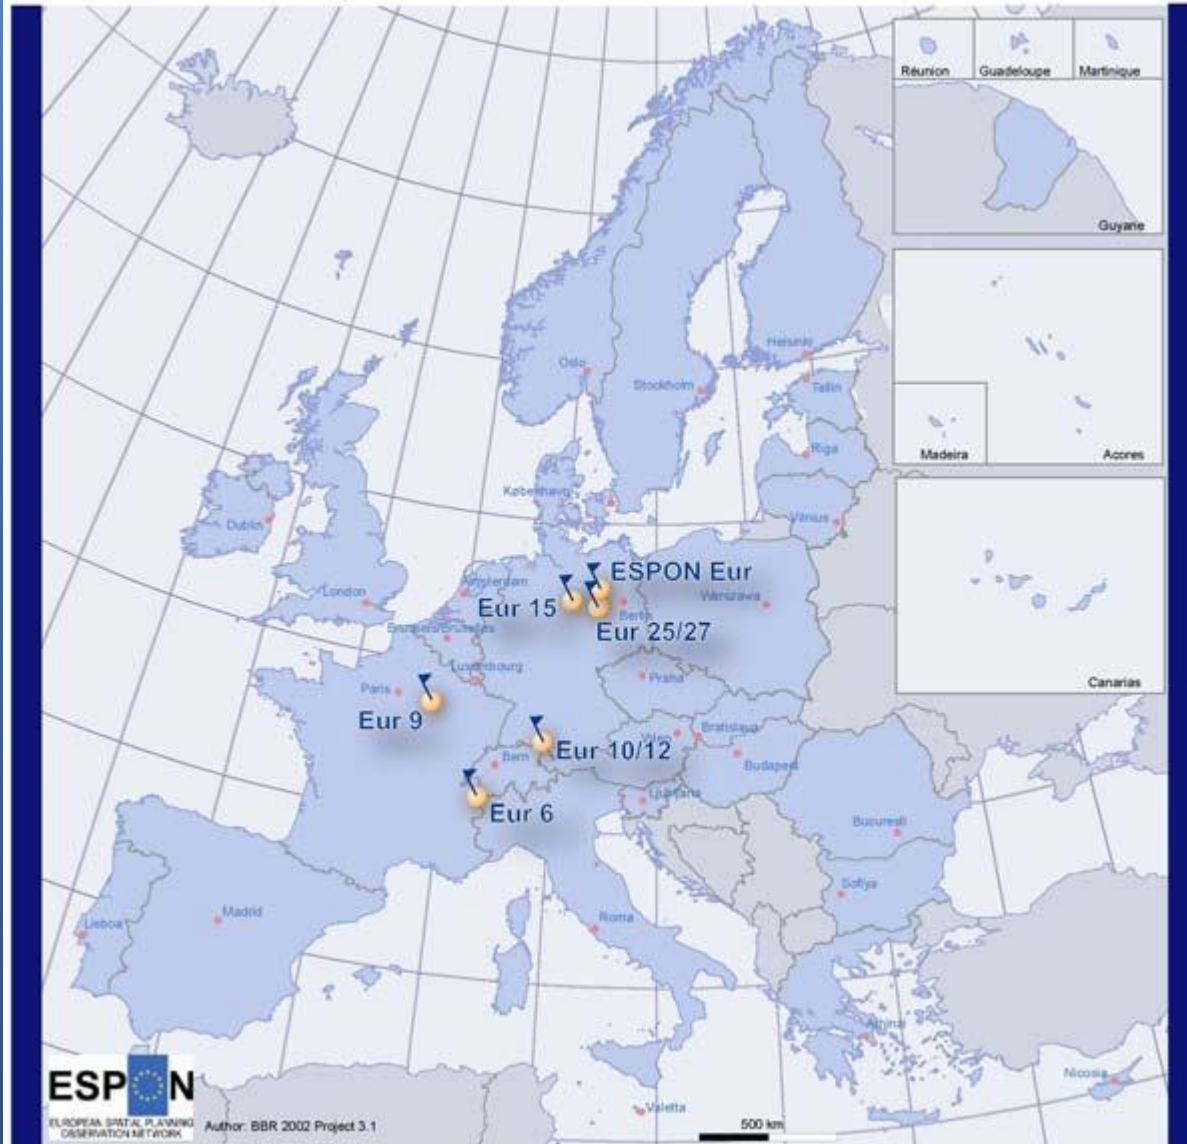 Réunion
Guadeloupe
Martinique
Guyane
Helsinki
Oslo
Tallin
Stockholm
Madeira
Acores
Riga
København
Vilnius
Dublin
ESPON Eur
Amsterdam
London
Eur 15
Warszawa
Berlin
Eur 25/27
Luxembourg
Praha
Canarias
Paris
Eur 9
Bratislava
Wien
Eur 10/12
Bern
Budapest
Ljubljana
Eur 6
Bucuresti
Sofiya
Madrid
Lisboa
Roma
Athinai
Nicosia
ESPON
EUROPEAN SPATIAL PLANNING
OBSERVATION NETWORK
Author: BBR 2002 Project 3.1
Valetta
500 km